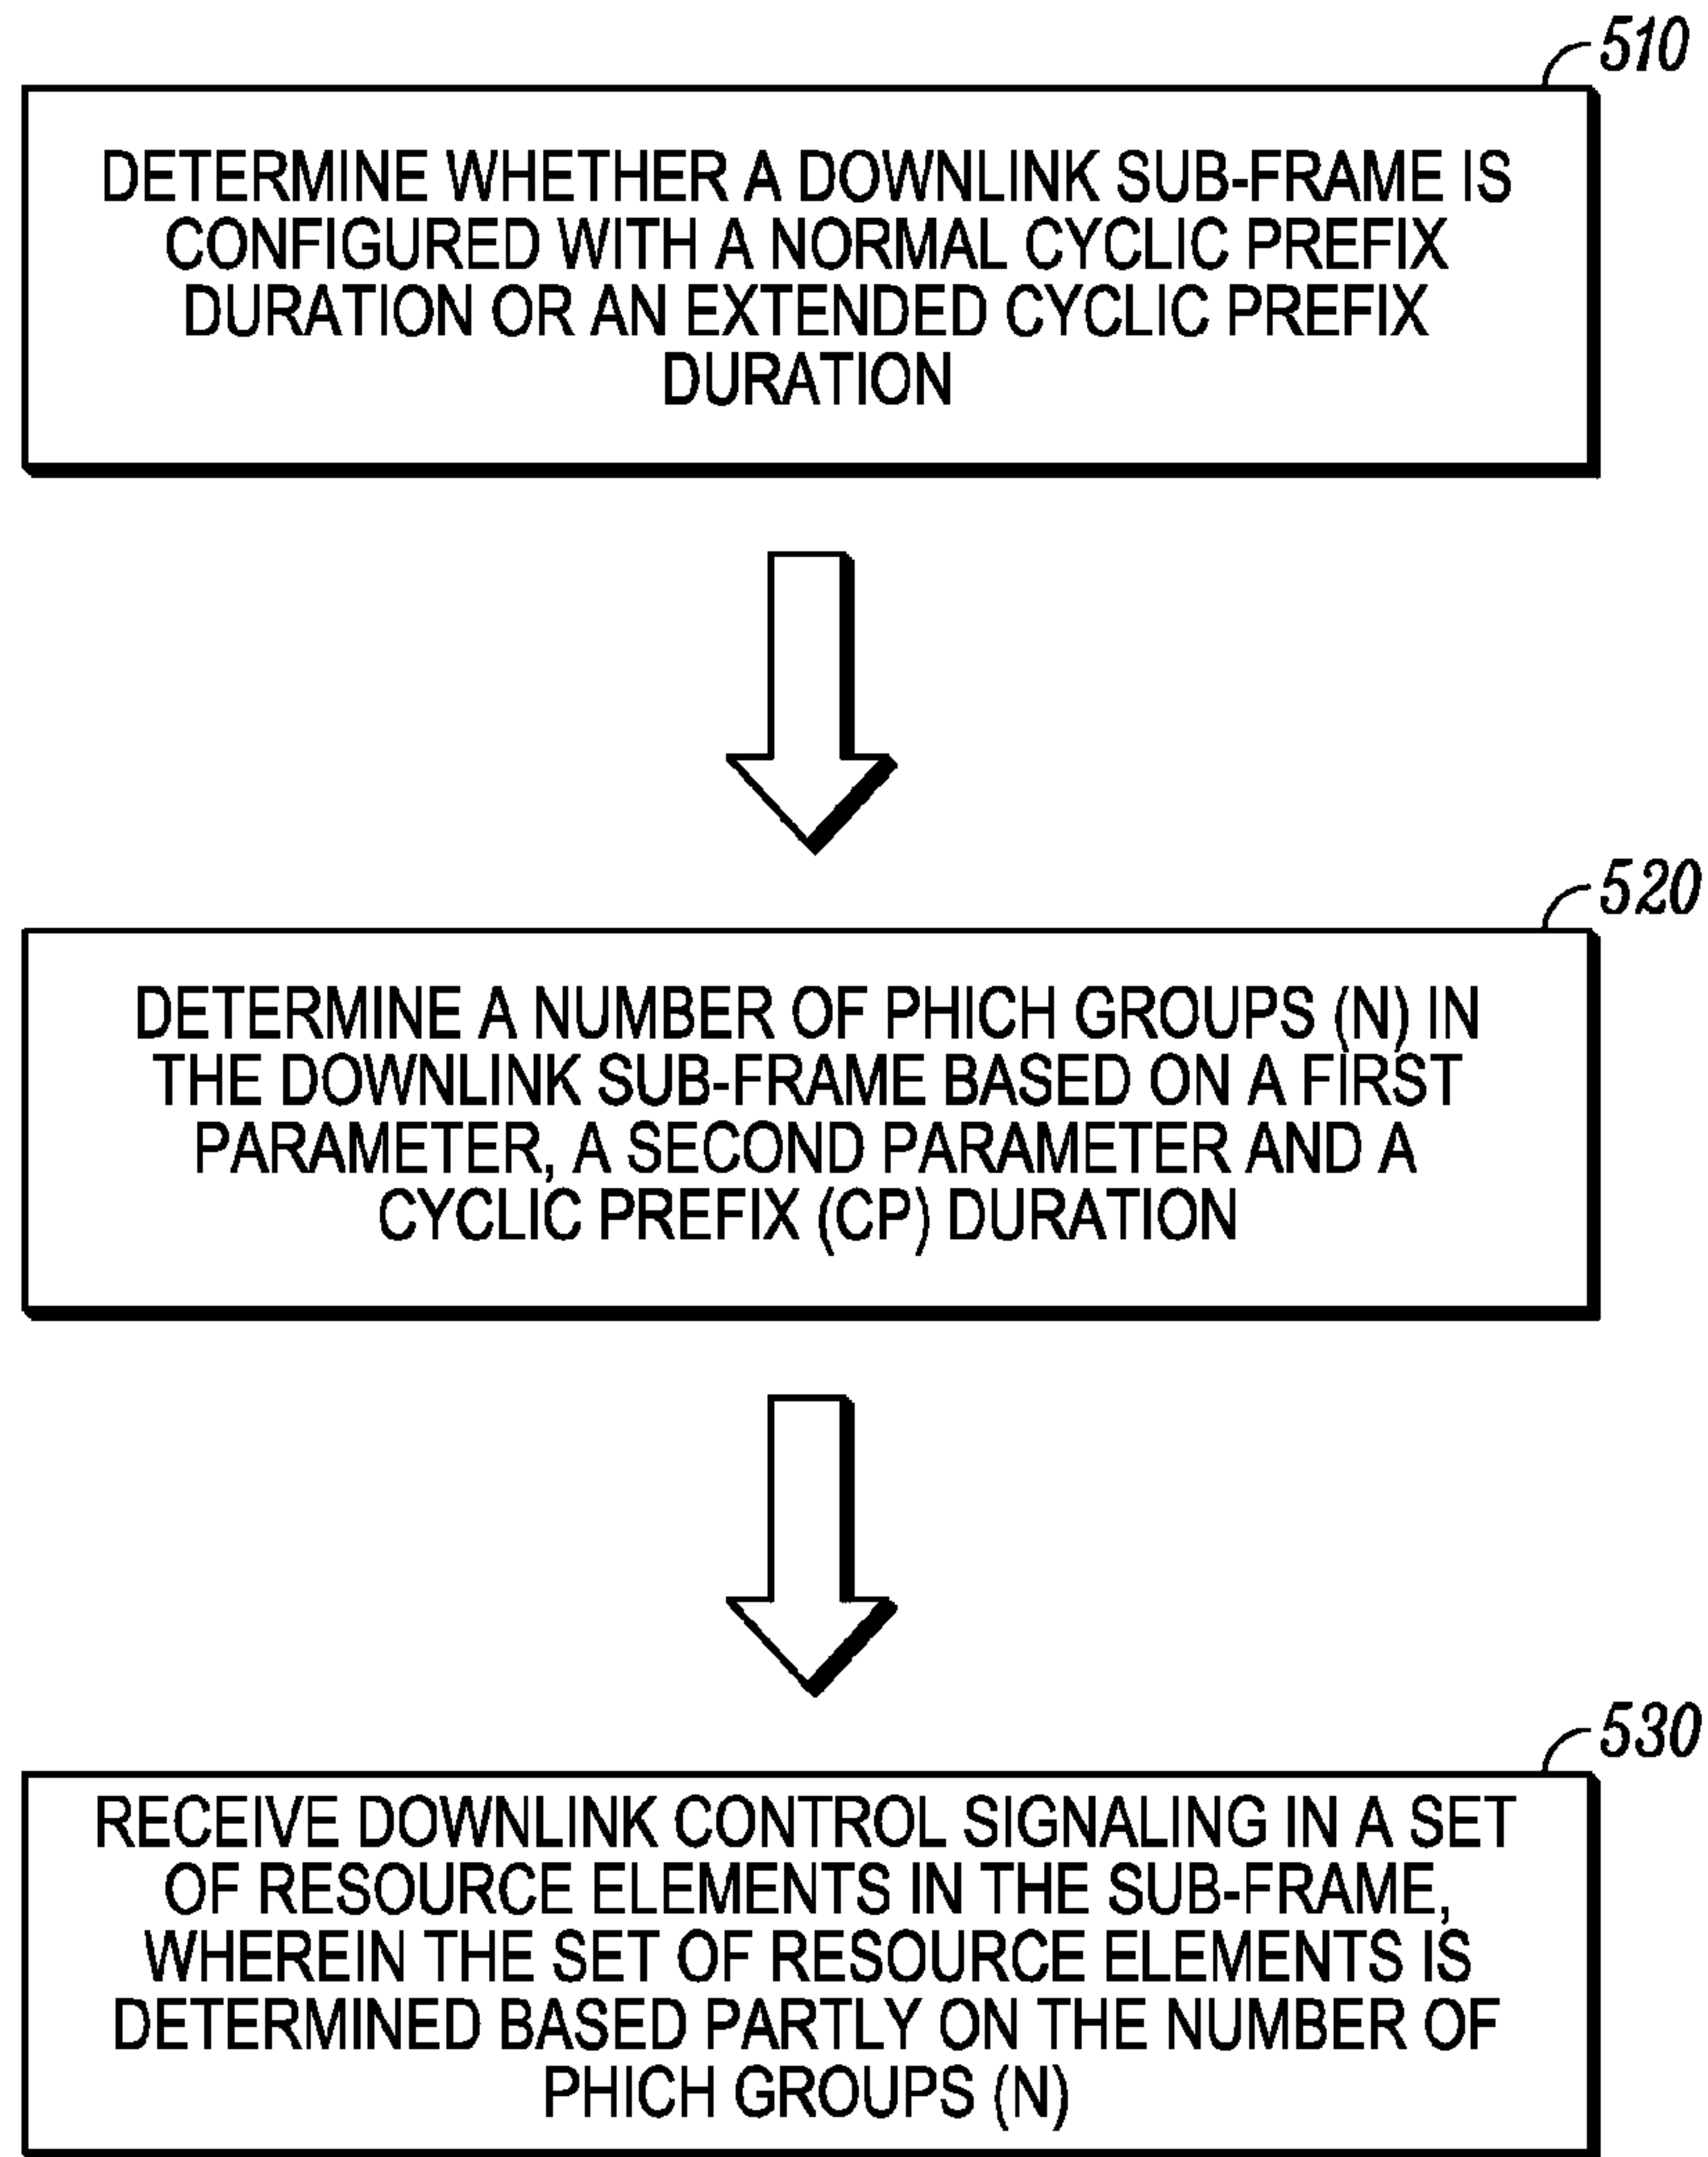 510
DETERMINE WHETHER A DOWNLINK SUB-FRAME IS
CONFIGURED WITH A NORMAL CYCLIC PREFIX
DURATION OR AN EXTENDED CYCLIC PREFIX
DURATION
520
DETERMINE A NUMBER OF PHICH GROUPS (N) IN
THE DOWNLINK SUB-FRAME BASED ON A FIRST
PARAMETER, A SECOND PARAMETER AND A
CYCLIC PREFIX (CP) DURATION
530
RECEIVE DOWNLINK CONTROL SIGNALING IN A SET
OF RESOURCE ELEMENTS IN THE SUB-FRAME,
WHEREIN THE SET OF RESOURCE ELEMENTS IS
DETERMINED BASED PARTLY ON THE NUMBER OF
PHICH GROUPS (N)